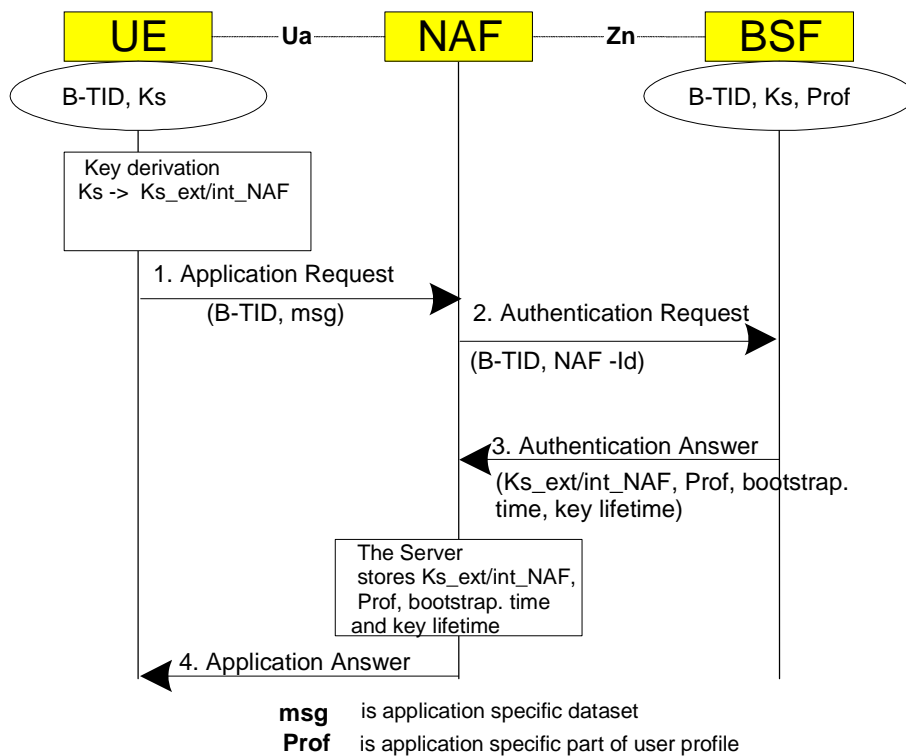 UE Ua NAF Zn BSF
B-TID, Ks
B-TID, Ks, Prof
Key derivation
Ks -> Ks_ext/int_NAF
1. Application Request
(B-TID, msg)
2. Authentication Request
(B-TID, NAF -Id)
3. Authentication Answer
(Ks_ext/int_NAF, Prof, bootstrap.
time, key lifetime)
The Server
stores Ks_ext/int_NAF,
Prof, bootstrap. time
and key lifetime
4. Application Answer
msg is application specific dataset
Prof is application specific part of user profile